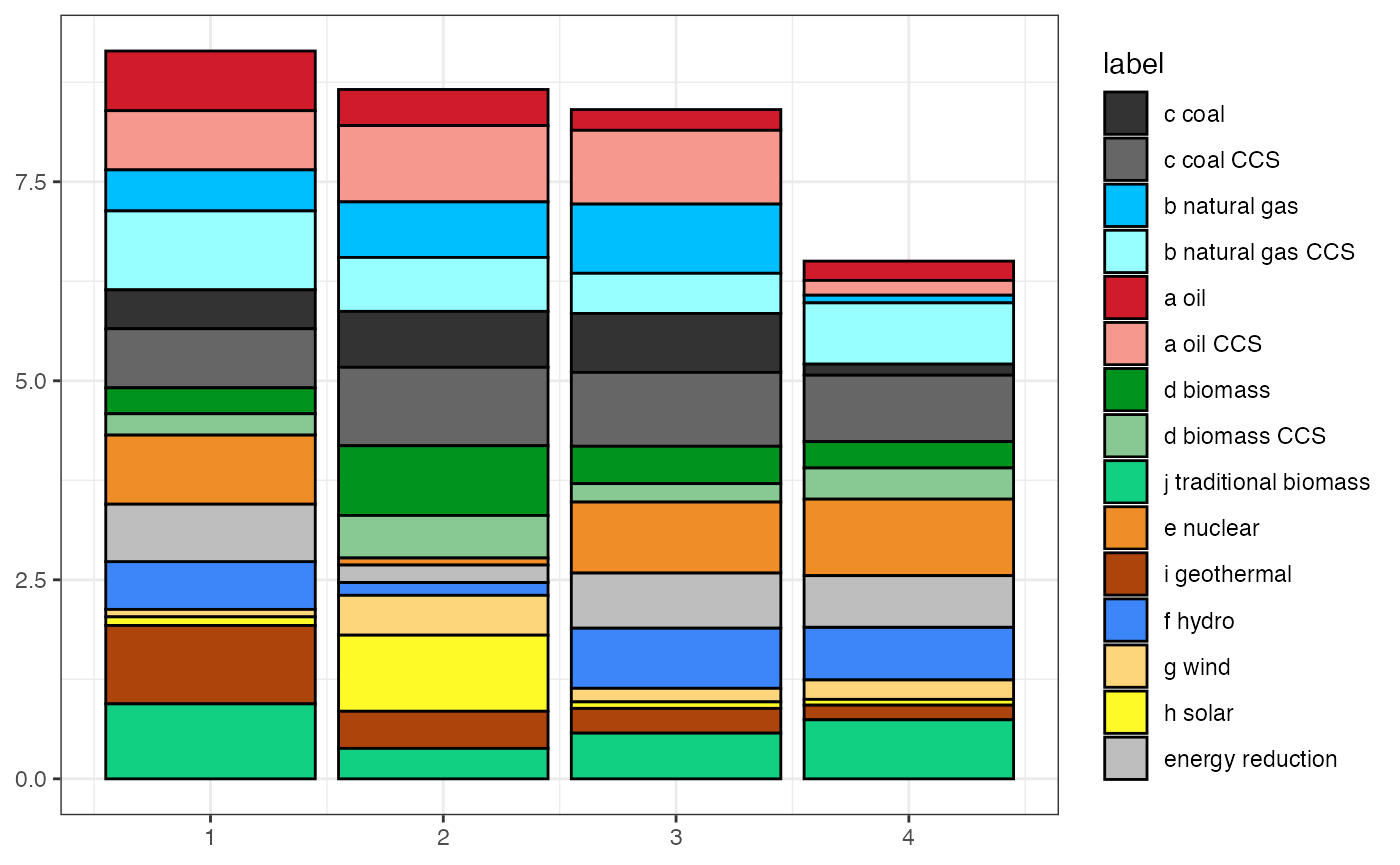 label
c coal
c coal CCS
b natural gas
b natural gas CCS
a oil
a oil CCS
d biomass
d biomass CCS
j traditional biomass
e nuclear
i geothermal
f hydro
g wind
h solar
energy reduction
7.5
5.0
2.5
0.0
1 2 3 4